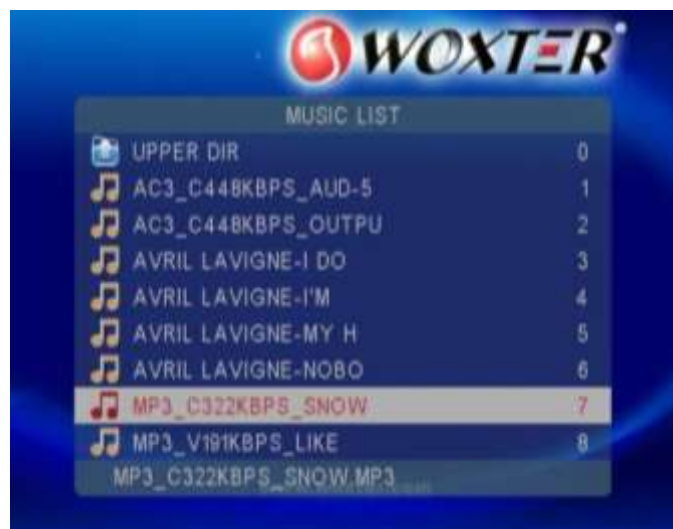 WOXTER
MUSIC LIST
UPPER DIR 0
AC3_C448KBPS_AUD-5 1
AC3_C448KBPS_OUTPU 2
AVRIL LAVIGNE-I DO 3
AVRIL LAVIGNE-I'M 4
AVRIL LAVIGNE-MY H 5
AVRIL LAVIGNE-NOBO 6
MP3_C322KBPS_SNOW 7
MP3_V191KBPS_LIKE 8
MP3_C322KBPS_SNOW.MP3